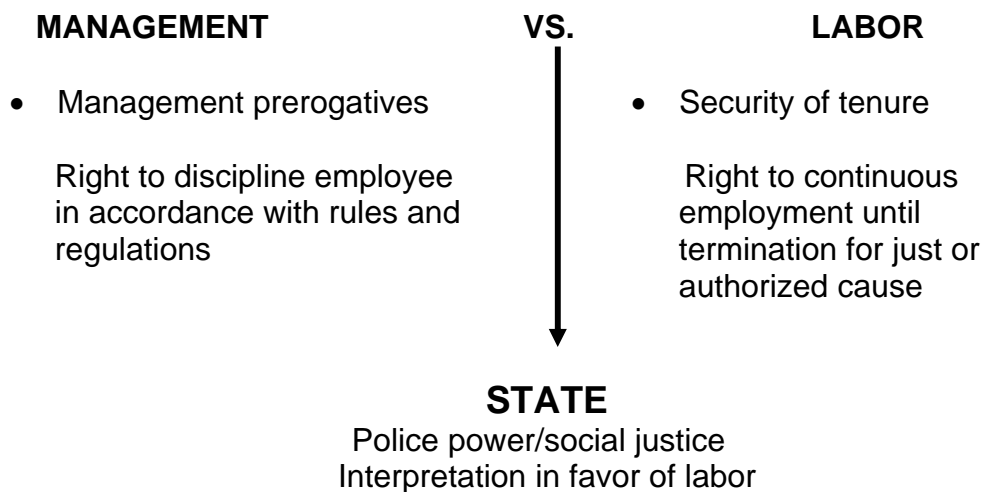 MANAGEMENT VS. LABOR
• Management prerogatives
Right to discipline employee
in accordance with rules and
regulations
• Security of tenure
Right to continuous
employment until
termination for just or
authorized cause
STATE
Police power/social justice
Interpretation in favor of labor